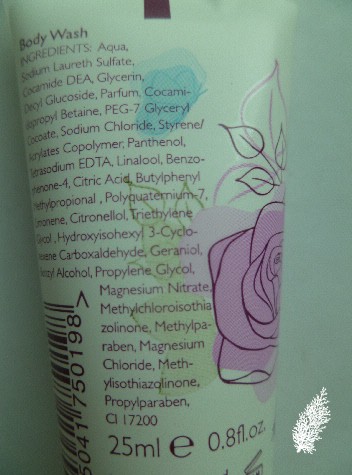 Body Wash
INGREDIENTS: Aqua,
Sodium Laureth Sulfate,
Cocamide DEA, Glycerin,
Decyl Glucoside, Parfum, Cocami-
dopropyl Betaine, PEG-7 Glyceryl
Cocoate, Sodium Chloride, Styrene/
Acrylates Copolymer, Panthenol,
Tetrasodium EDTA, Linalool, Benzo-
phenone-4, Citric Acid, Butylphenyl
Methylpropional, Polyquaternium-7,
Limonene, Citronellol, Triethylene
Glycol, Hydroxyisohexyl 3-Cyclo-
hexene Carboxaldehyde, Geraniol,
Benzyl Alcohol, Propylene Glycol,
Magnesium Nitrate,
Methylchloroisothia
zolinone, Methylpa-
raben, Magnesium
Chloride, Meth-
ylisothiazolinone,
Propylparaben,
CI 17200
25ml e 0.8fl.oz.
5041 750198 >